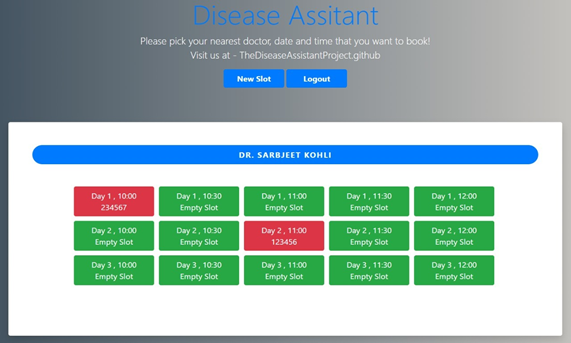 Disease Assitant
Please pick your nearest doctor, date and time that you want to book!
Visit us at - TheDiseaseAssistantProject.github
New Slot Logout
DR. SARBJEET KOHLI
Day 1 , 10:00 Day 1 , 10:30 Day 1 , 11:00 Day 1 , 11:30 Day 1 , 12:00
234567 Empty Slot Empty Slot Empty Slot Empty Slot
Day 2 , 10:00 Day 2 , 10:30 Day 2 , 11:00 Day 2 , 11:30 Day 2 , 12:00
Empty Slot Empty Slot 123456 Empty Slot Empty Slot
Day 3 , 10:00 Day 3 , 10:30 Day 3 , 11:00 Day 3 , 11:30 Day 3 , 12:00
Empty Slot Empty Slot Empty Slot Empty Slot Empty Slot